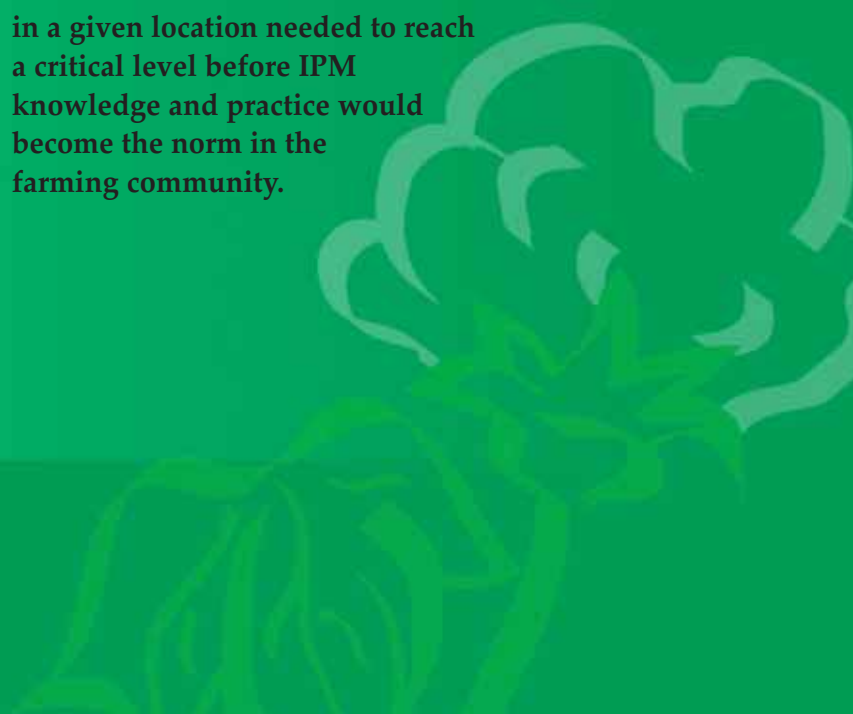 in a given location needed to reach
a critical level before IPM
knowledge and practice would
become the norm in the
farming community.